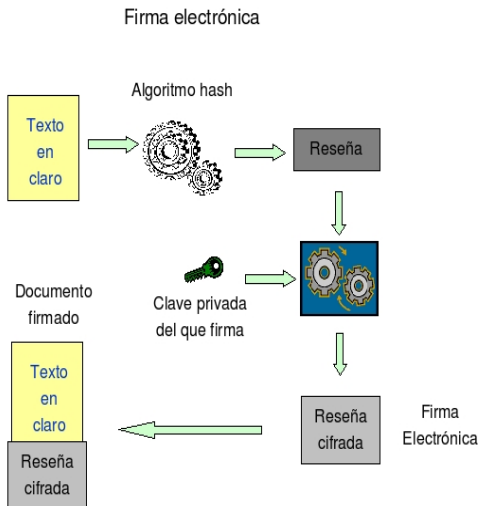 Firma electrónica
Algoritmo hash
Texto
en
claro
Reseña
Clave privada
del que firma
Documento
firmado
Texto
en
claro
Reseña
cifrada
Reseña
cifrada
Firma
Electrónica